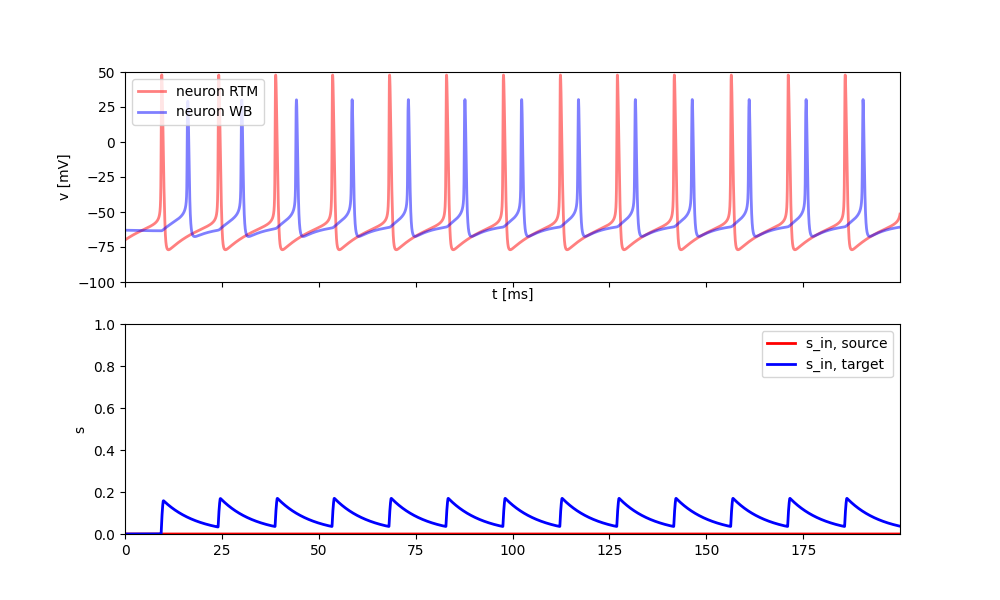 50
25
0
−25
−50
−75
−100
v [mV]
neuron RTM
neuron WB
t [ms]
1.0
0.8
0.6
0.4
0.2
0.0
s
s_in, source
s_in, target
0 25 50 75 100 125 150 175